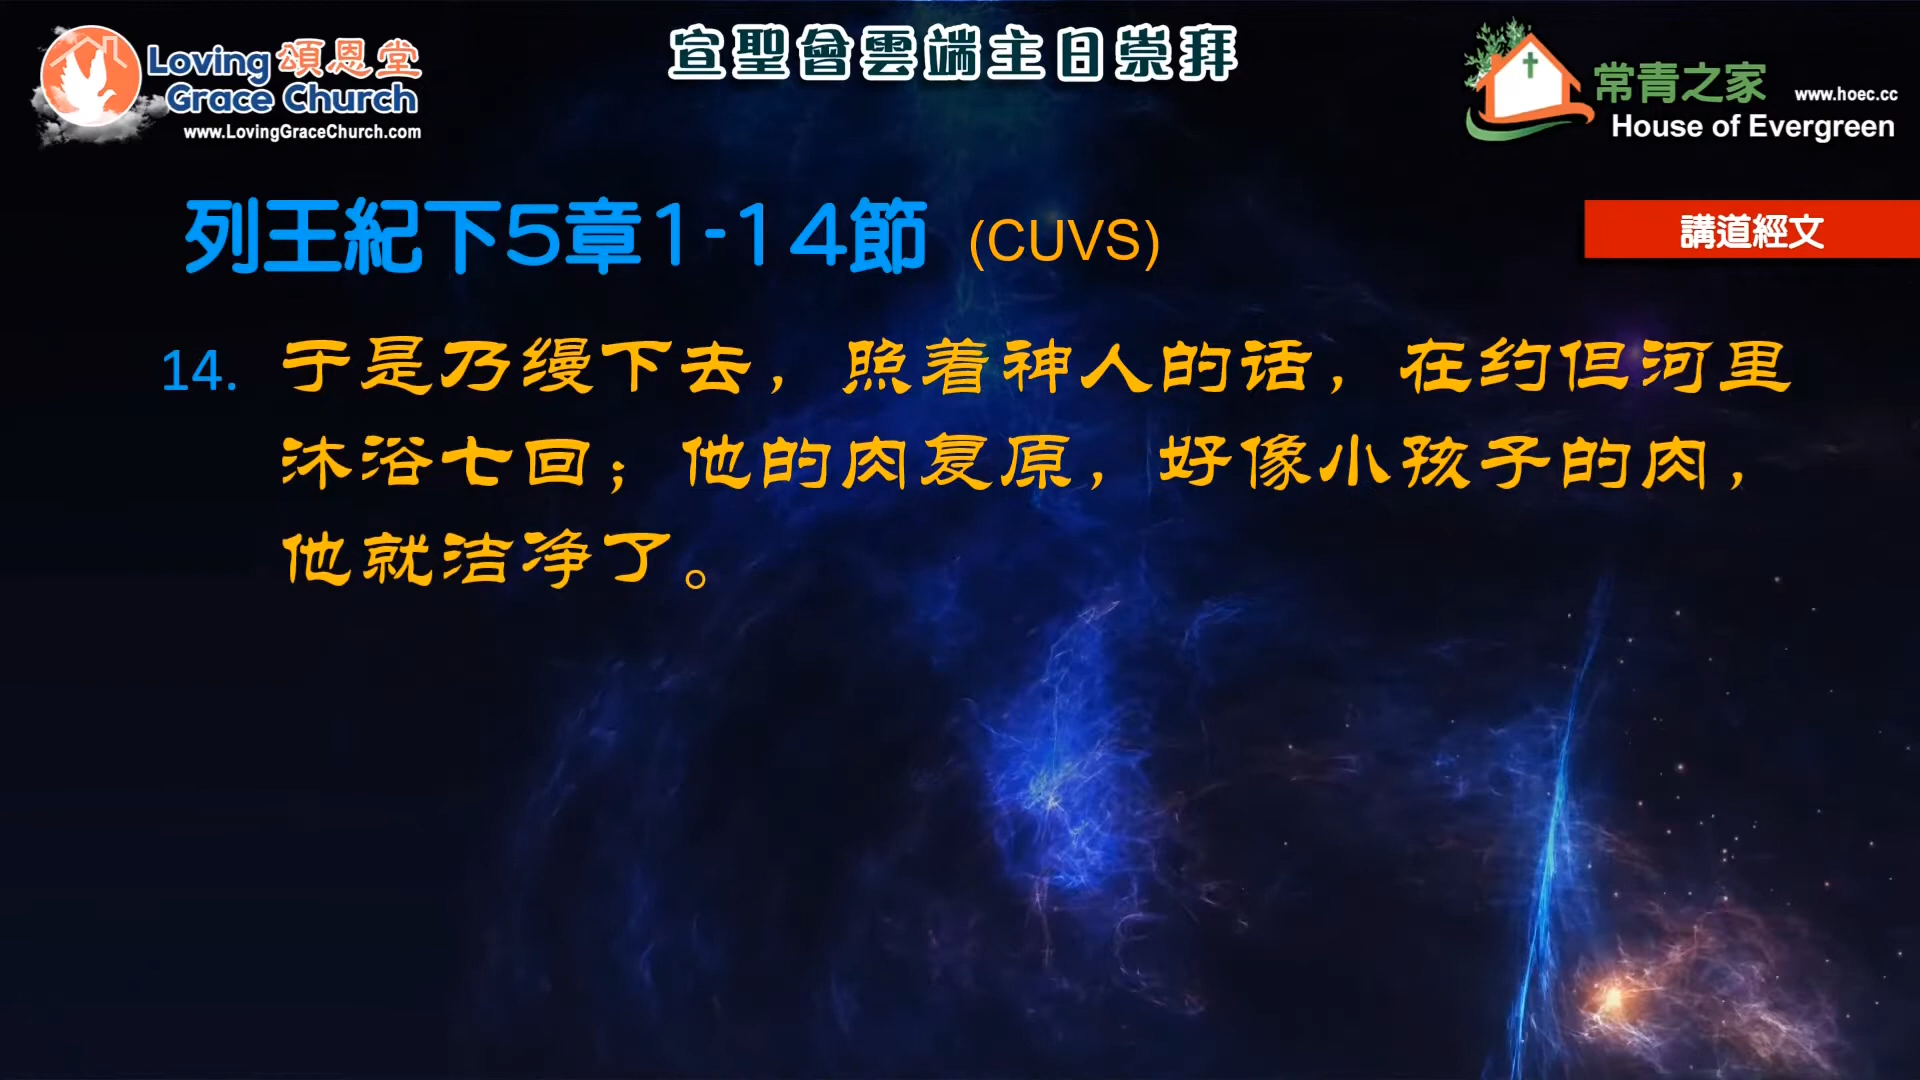 Loving 頌恩堂
Grace Church
www.LovingGraceChurch.com
宣聖會雲端主日崇拜
常青之家 www.hoec.cc
House of Evergreen
列王紀下5章1-14節 (CUVS)
講道經文
14. 于是乃缦下去，照着神人的话，在约但河里
沐浴七回；他的肉复原，好像小孩子的肉，
他就洁净了。